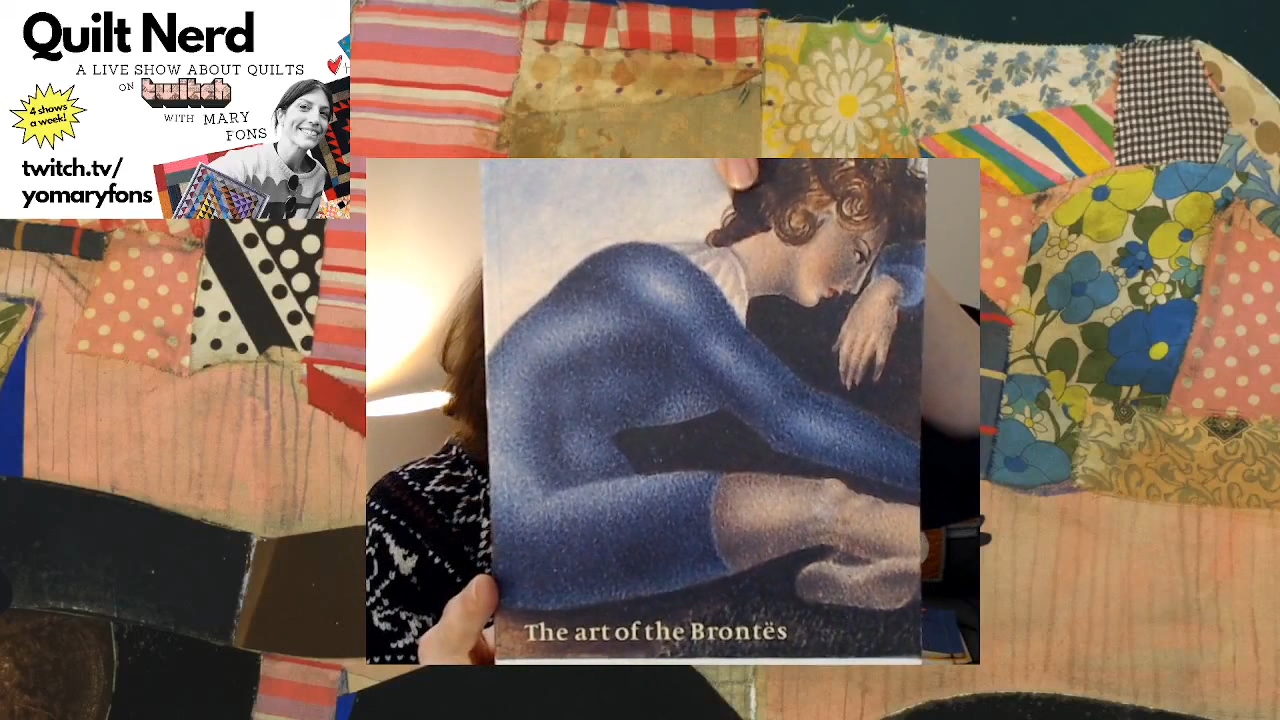 Quilt Nerd
A LIVE SHOW ABOUT QUILTS
ON twitch
WITH MARY
FONS
4 shows
a week!
twitch.tv/
yomaryfons
The art of the Brontës